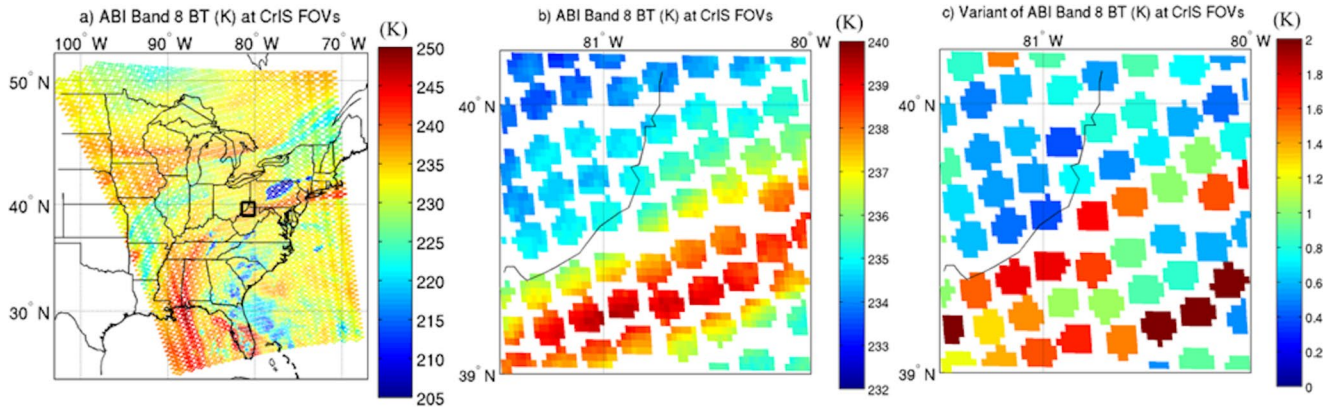 a) ABI Band 8 BT (K) at CrIS FOVs
100° W 90° W 80° W 70° W
50° N
40° N
30° N
(K)
250
245
240
235
230
225
220
215
210
205
b) ABI Band 8 BT (K) at CrIS FOVs
81° W 80° W
40° N
39° N
(K)
240
239
238
237
236
235
234
233
232
c) Variant of ABI Band 8 BT (K) at CrIS FOVs
81° W 80° W
40° N
39° N
(K)
2
1.8
1.6
1.4
1.2
1
0.8
0.6
0.4
0.2
0